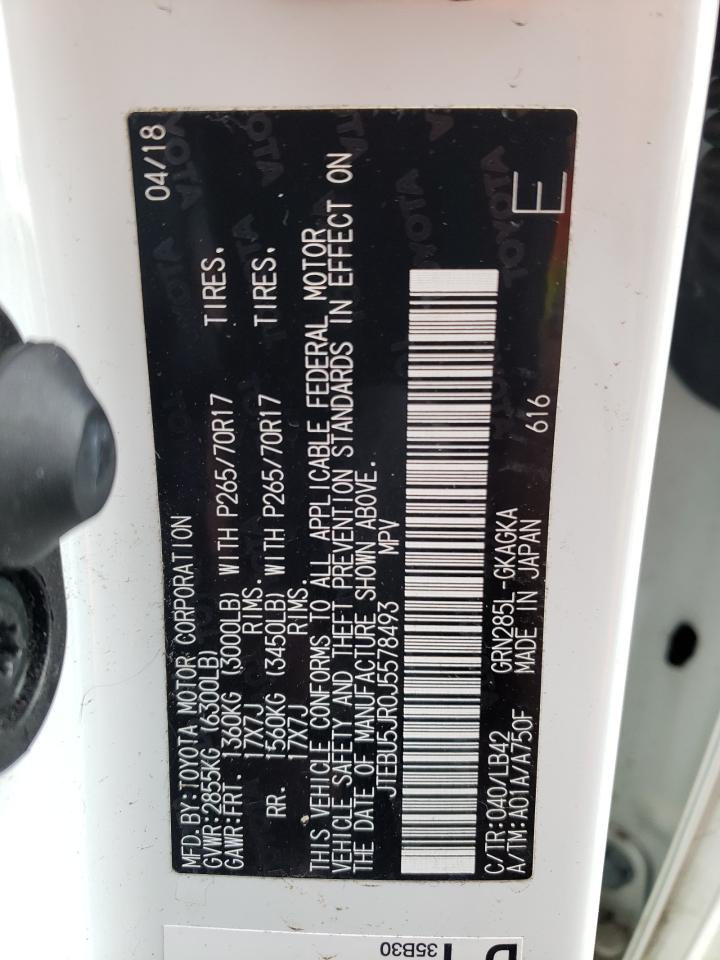 MFD. BY: TOYOTA MOTOR CORPORATION 04/18
GVWR: 2855KG (6300LB)
GAWR: FRT. 1360KG (3000LB) WITH P265/70R17 TIRES.
17X7J RIMS.
RR. 1560KG (3450LB) WITH P265/70R17 TIRES.
17X7J RIMS.
THIS VEHICLE CONFORMS TO ALL APPLICABLE FEDERAL MOTOR
VEHICLE SAFETY AND THEFT PREVENTION STANDARDS IN EFFECT ON
THE DATE OF MANUFACTURE SHOWN ABOVE.
JTEBU5JR0J5578493 MPV
C/TR: 040/LB42 GRN285L-GKAGKA 616
A/TM: A01A/A750F MADE IN JAPAN E
35B30